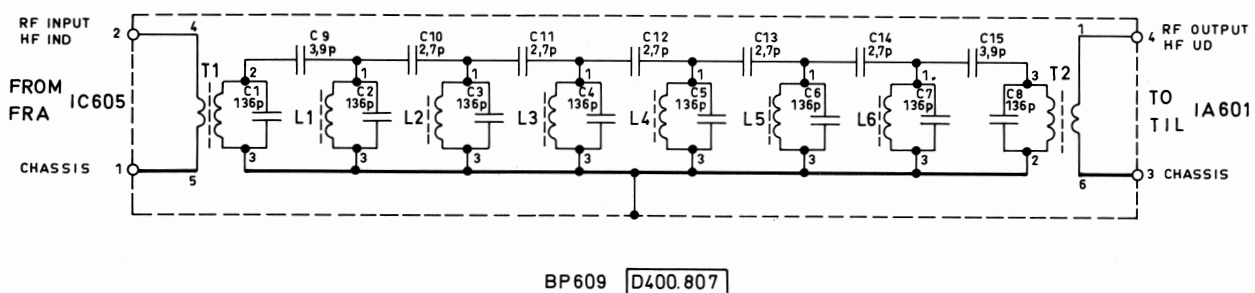 RF INPUT
HF IND
2
4
FROM
FRA
IC605
CHASSIS
1
5
T1
2
C1
136p
3
C9
3,9p
L1
1
C2
136p
3
C10
2,7p
L2
1
C3
136p
3
C11
2,7p
L3
1
C4
136p
3
C12
2,7p
L4
1
C5
136p
3
C13
2,7p
L5
1
C6
136p
3
C14
2,7p
L6
1
C7
136p
3
C15
3,9p
3
T2
C8
136p
2
1
6
4
RF OUTPUT
HF UD
TO
TIL
IA601
3
CHASSIS
BP609
D400.807